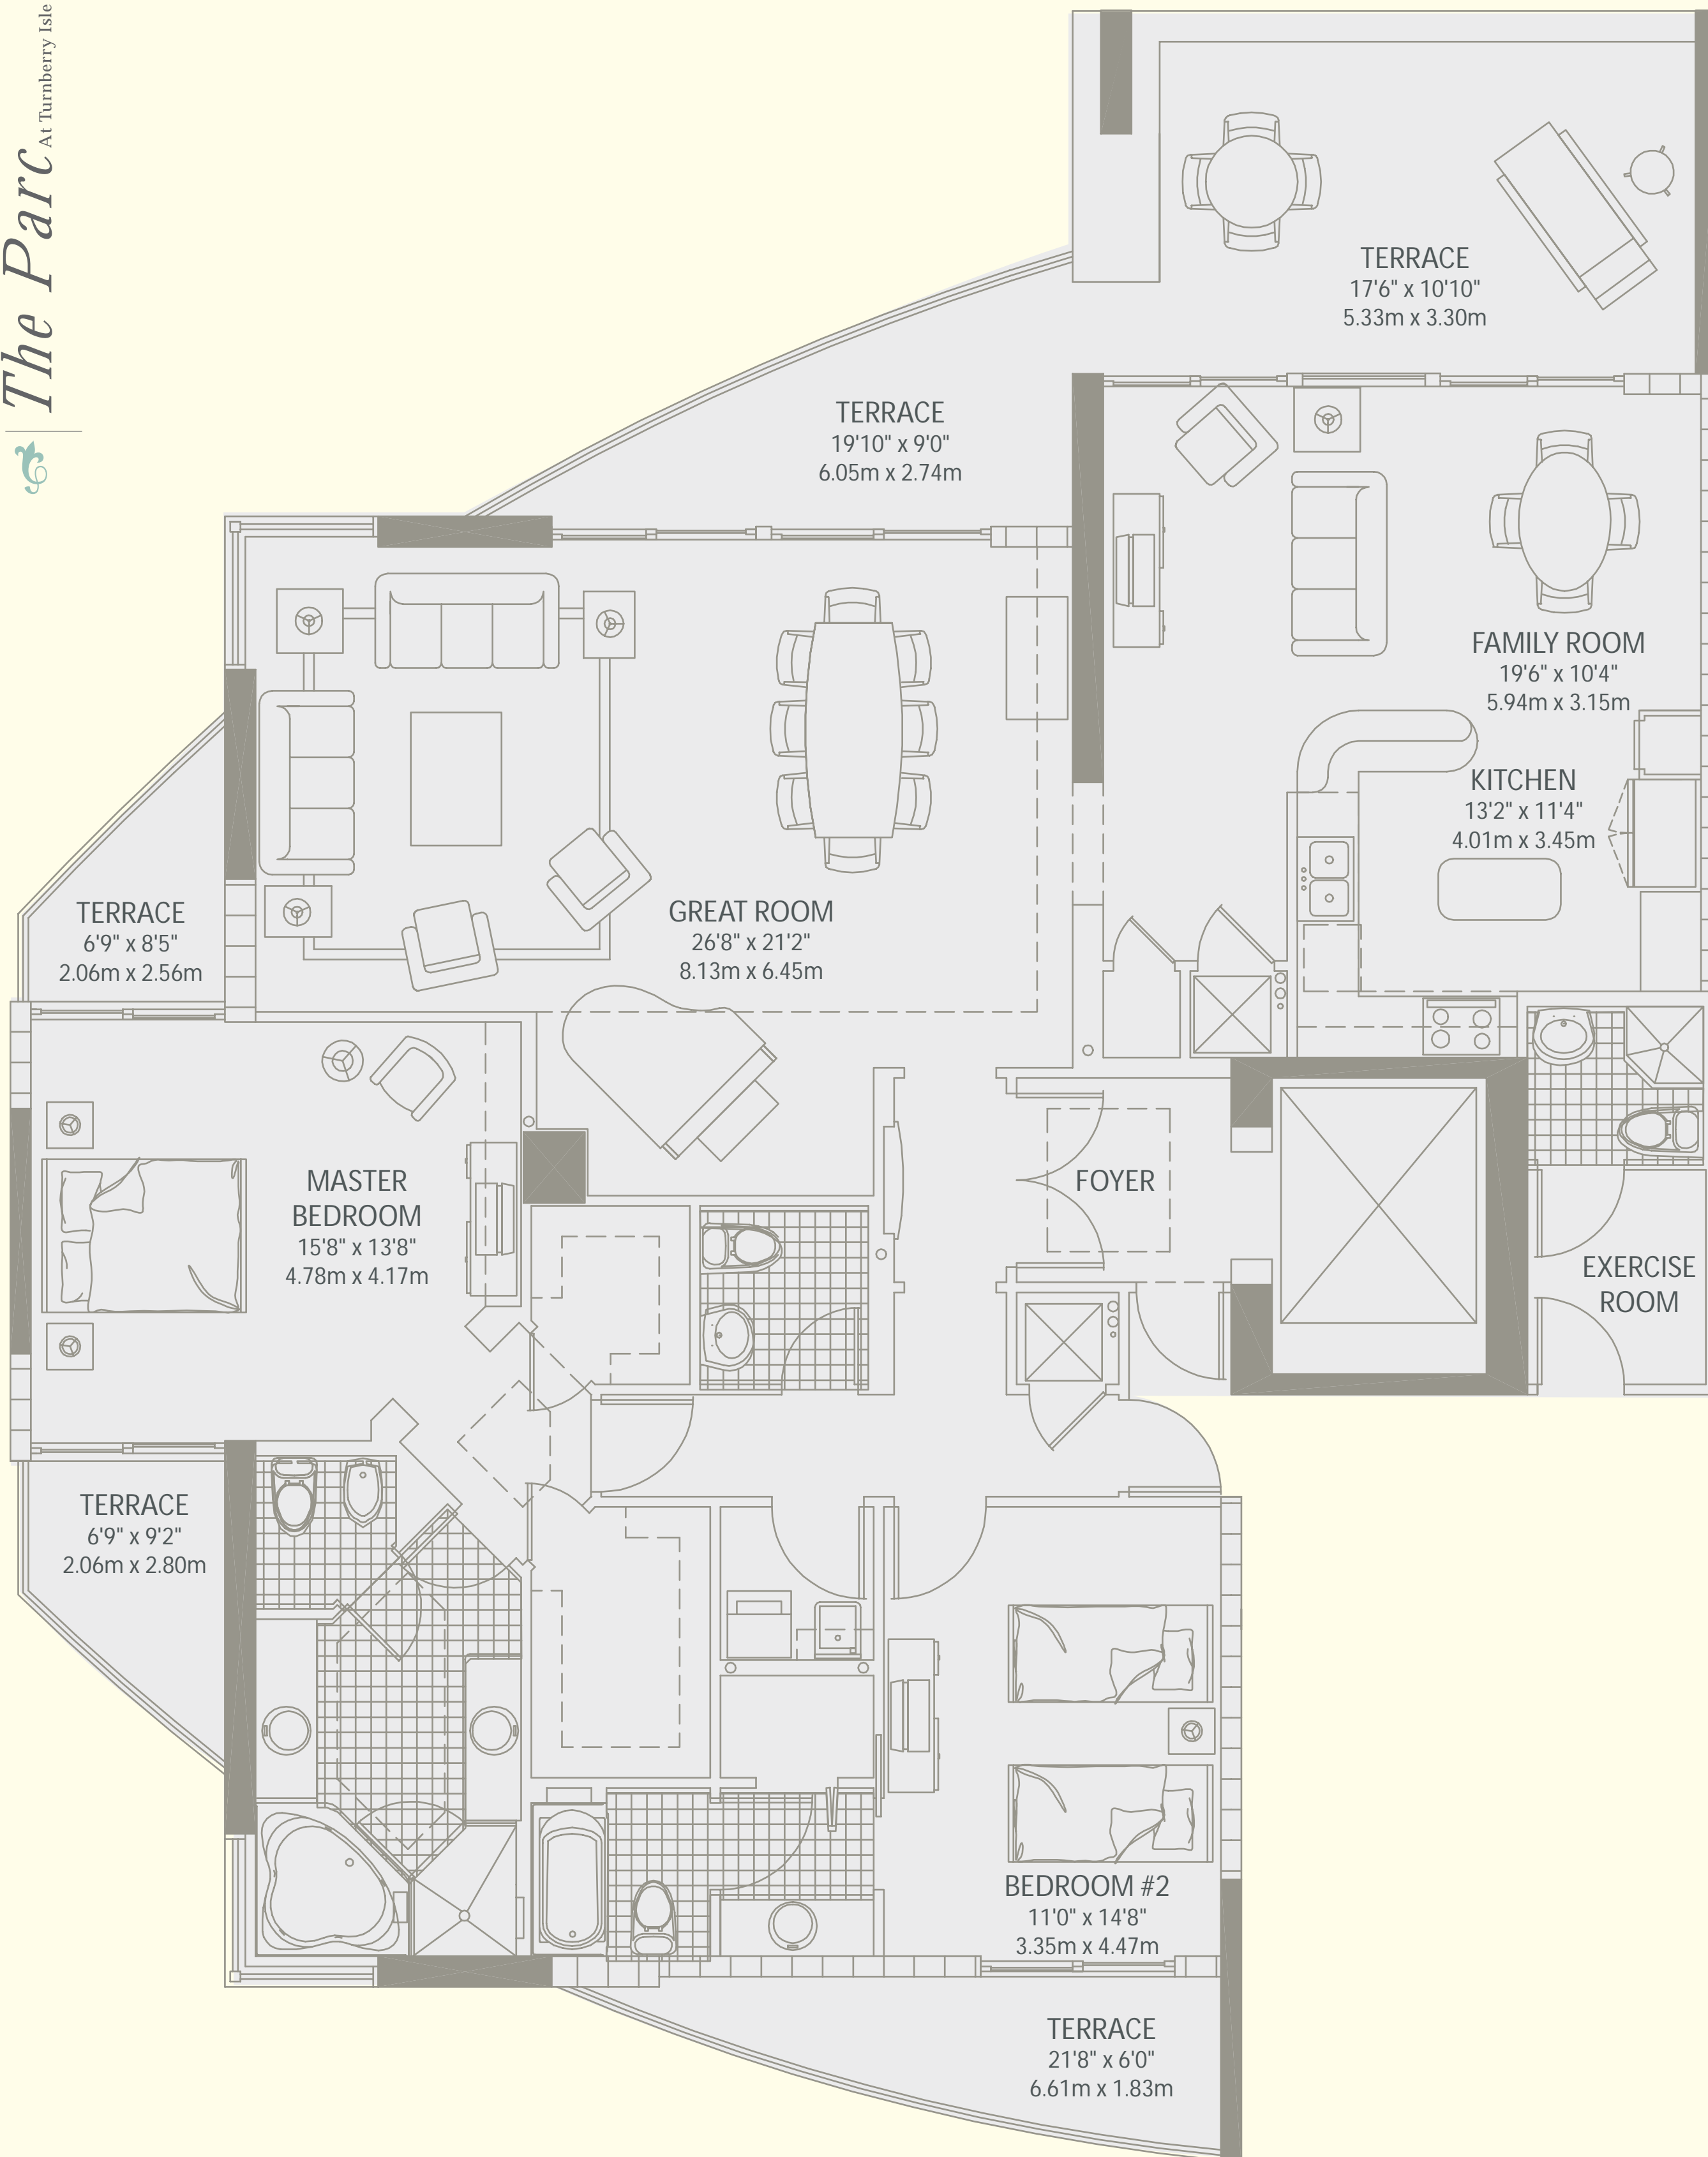 The Parc At Turnberry Isle
TERRACE
17'6" x 10'10"
5.33m x 3.30m
TERRACE
19'10" x 9'0"
6.05m x 2.74m
FAMILY ROOM
19'6" x 10'4"
5.94m x 3.15m
KITCHEN
13'2" x 11'4"
4.01m x 3.45m
TERRACE
6'9" x 8'5"
2.06m x 2.56m
GREAT ROOM
26'8" x 21'2"
8.13m x 6.45m
MASTER
BEDROOM
15'8" x 13'8"
4.78m x 4.17m
FOYER
EXERCISE
ROOM
TERRACE
6'9" x 9'2"
2.06m x 2.80m
BEDROOM #2
11'0" x 14'8"
3.35m x 4.47m
TERRACE
21'8" x 6'0"
6.61m x 1.83m